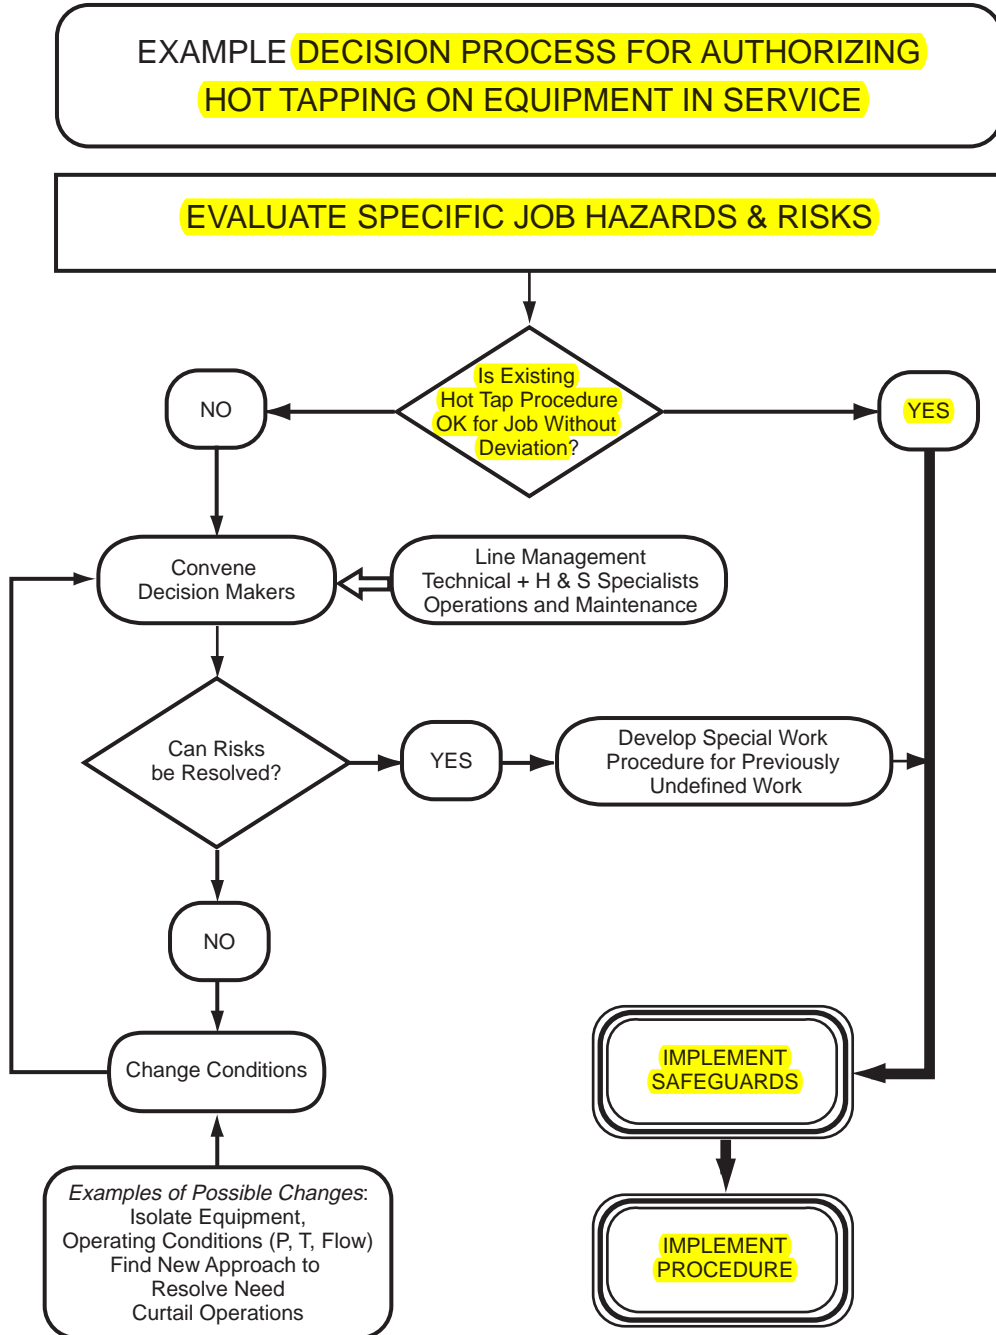 EXAMPLE DECISION PROCESS FOR AUTHORIZING
HOT TAPPING ON EQUIPMENT IN SERVICE
EVALUATE SPECIFIC JOB HAZARDS & RISKS
Is Existing
Hot Tap Procedure
OK for Job Without
Deviation?
NO
YES
Convene
Decision Makers
Line Management
Technical + H & S Specialists
Operations and Maintenance
Can Risks
be Resolved?
YES
Develop Special Work
Procedure for Previously
Undefined Work
NO
Change Conditions
IMPLEMENT
SAFEGUARDS
Examples of Possible Changes:
Isolate Equipment,
Operating Conditions (P, T, Flow)
Find New Approach to
Resolve Need
Curtail Operations
IMPLEMENT
PROCEDURE